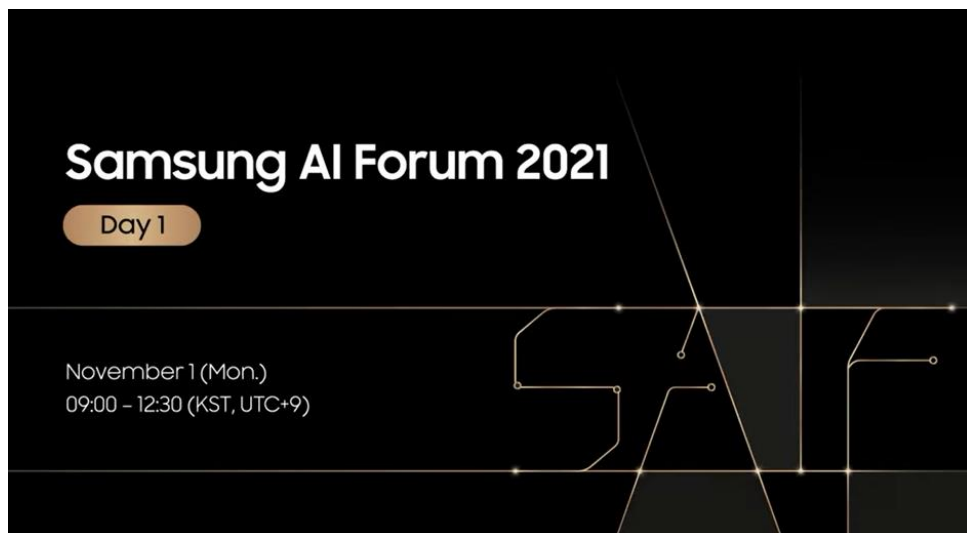 Samsung AI Forum 2021
Day 1
November 1 (Mon.)
09:00 – 12:30 (KST, UTC+9)
SAIF